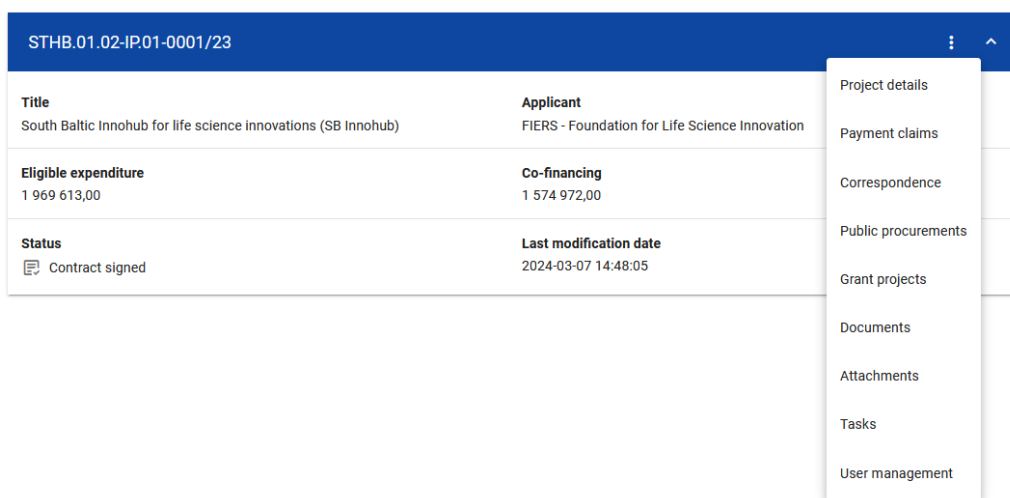 STHB.01.02-IP.01-0001/23
Title
South Baltic Innohub for life science innovations (SB Innohub)
Applicant
FIERS - Foundation for Life Science Innovation
Eligible expenditure
1 969 613,00
Co-financing
1 574 972,00
Status
Contract signed
Last modification date
2024-03-07 14:48:05
Project details
Payment claims
Correspondence
Public procurements
Grant projects
Documents
Attachments
Tasks
User management